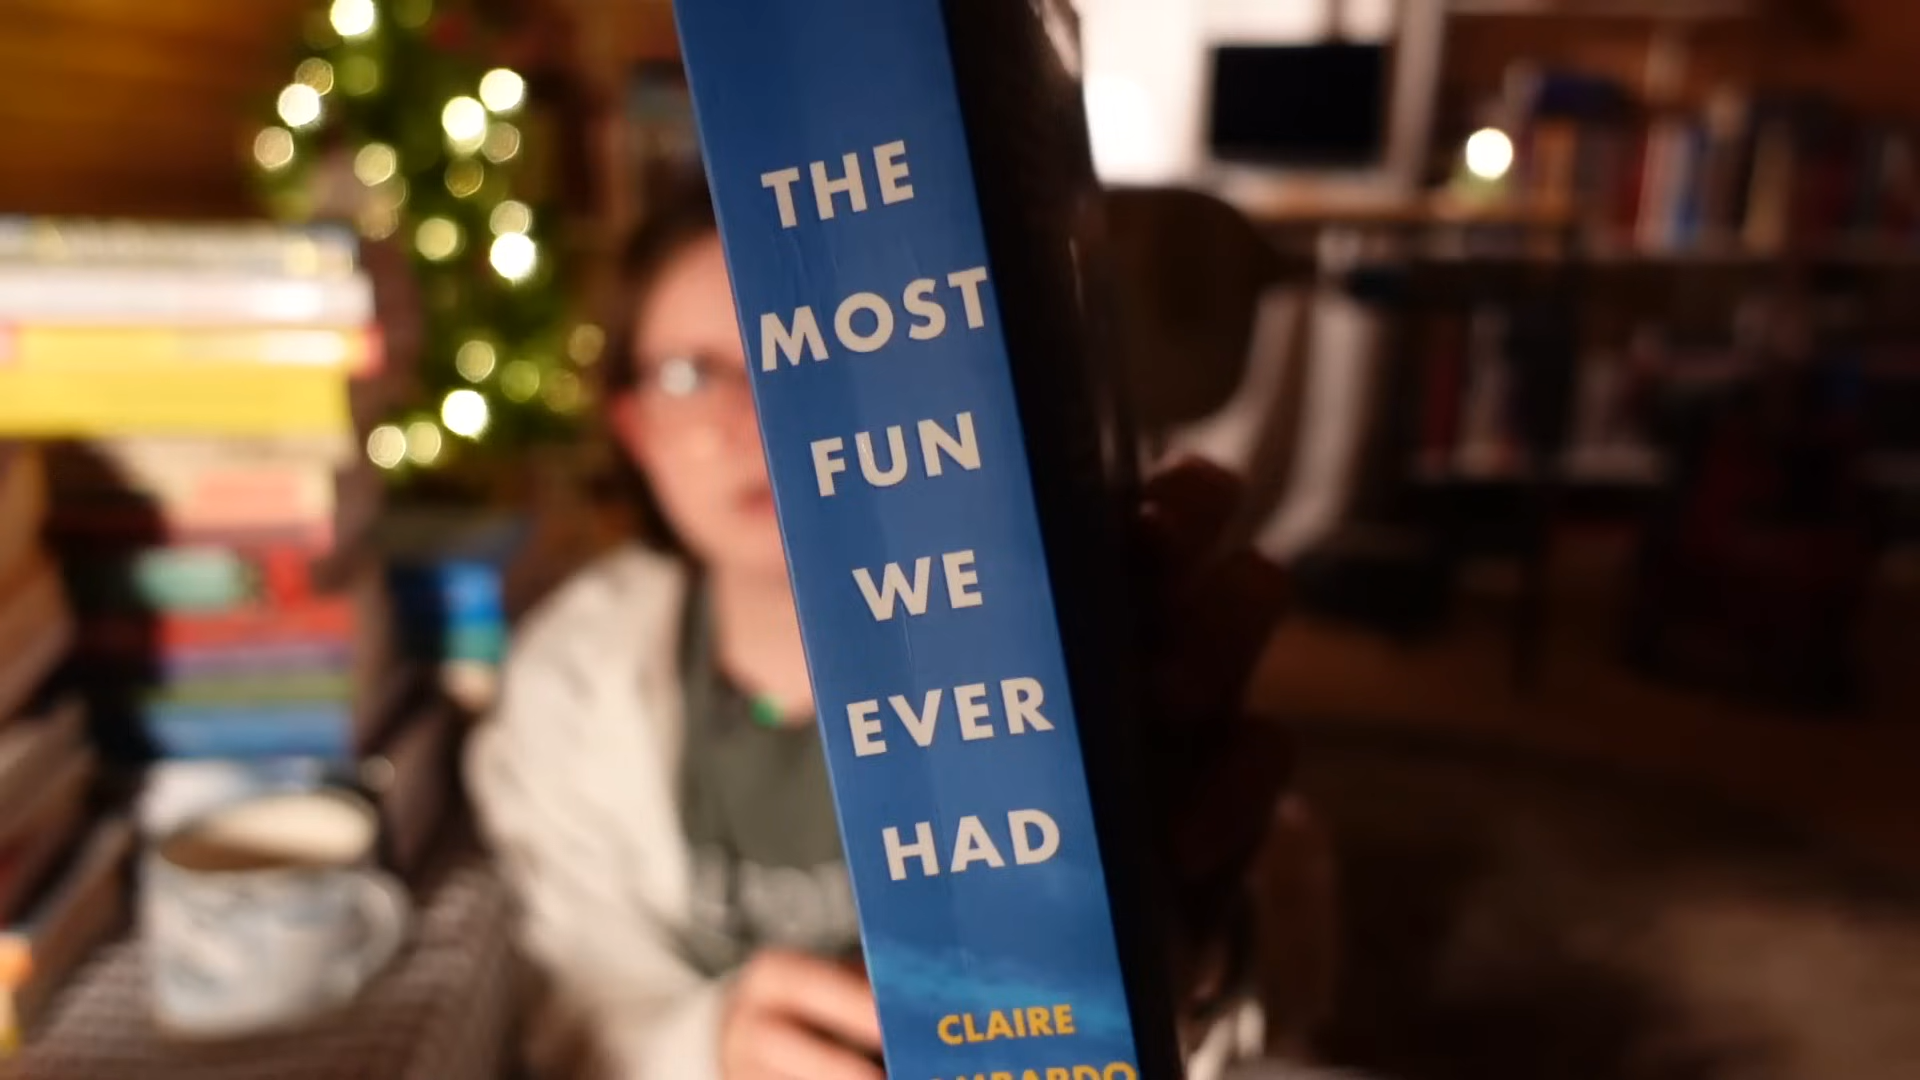 THE
MOST
FUN
WE
EVER
HAD
CLAIRE